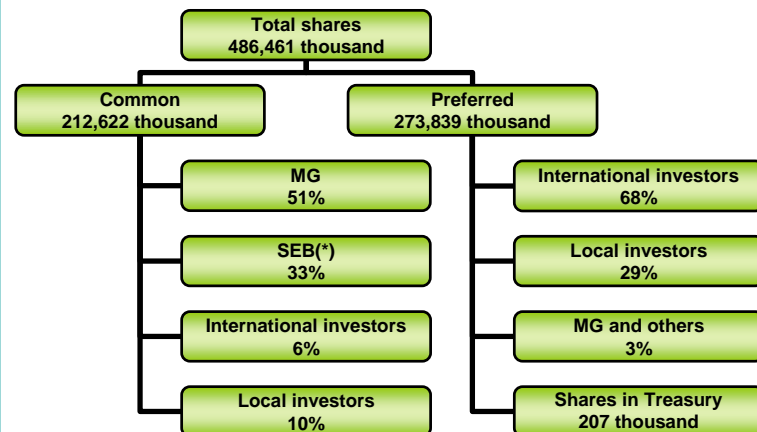 Total shares
486,461 thousand
Common
212,622 thousand
Preferred
273,839 thousand
MG
51%
SEB(*)
33%
International investors
6%
Local investors
10%
International investors
68%
Local investors
29%
MG and others
3%
Shares in Treasury
207 thousand